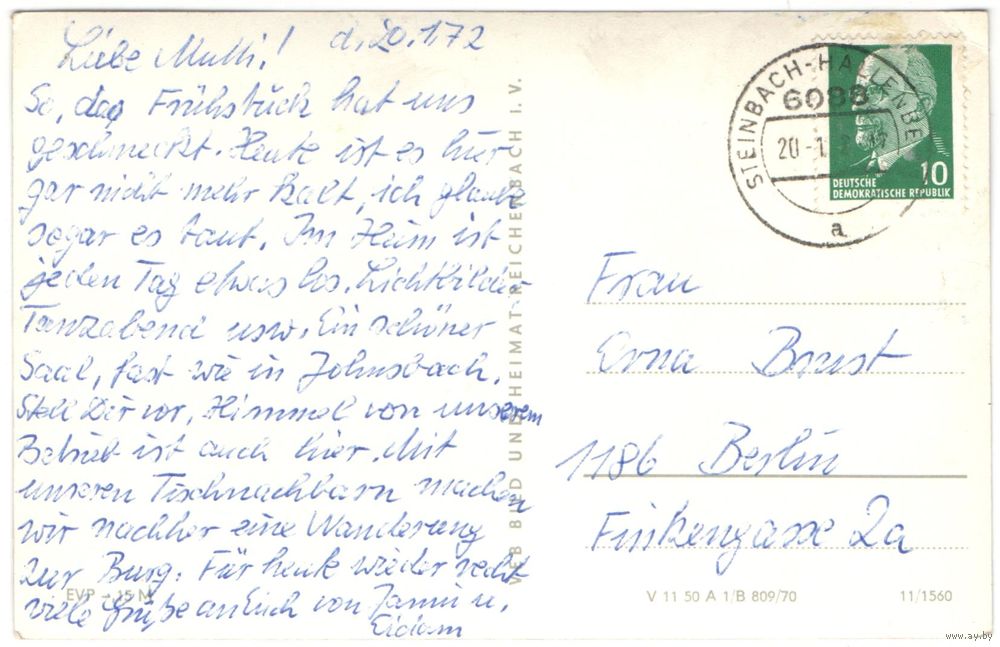 Liebe Mutti! d. 20.1.72
So, das Frühstück hat uns
geschmeckt. Heute ist es hier
gar nicht mehr kalt, ich glaube
sogar es taut. Im Heim ist
jeden Tag etwas los. Lichtbilder
Tanzabend usw. Ein schöner
Saal, fast wie in Johnsbach.
Stell Dir vor, Himmel von unserem
Betrieb ist auch hier. Mit
unseren Tischnachbarn machen
wir nachher eine Wanderung
zur Burg. Für heute wieder recht
viele Grüße an Euch von u.
Eidam
VEB BILD UND HEIMAT REICHENBACH I. V.
STEINBACH-HALLENBE
6088
20.-1.
a
10
DEUTSCHE
DEMOKRATISCHE REPUBLIK
Frau
Erna Brust
1186 Berlin
Finkengasse 2a
EVP – 15 M
V 11 50 A 1/B 809/70
11/1560
www.ay.by